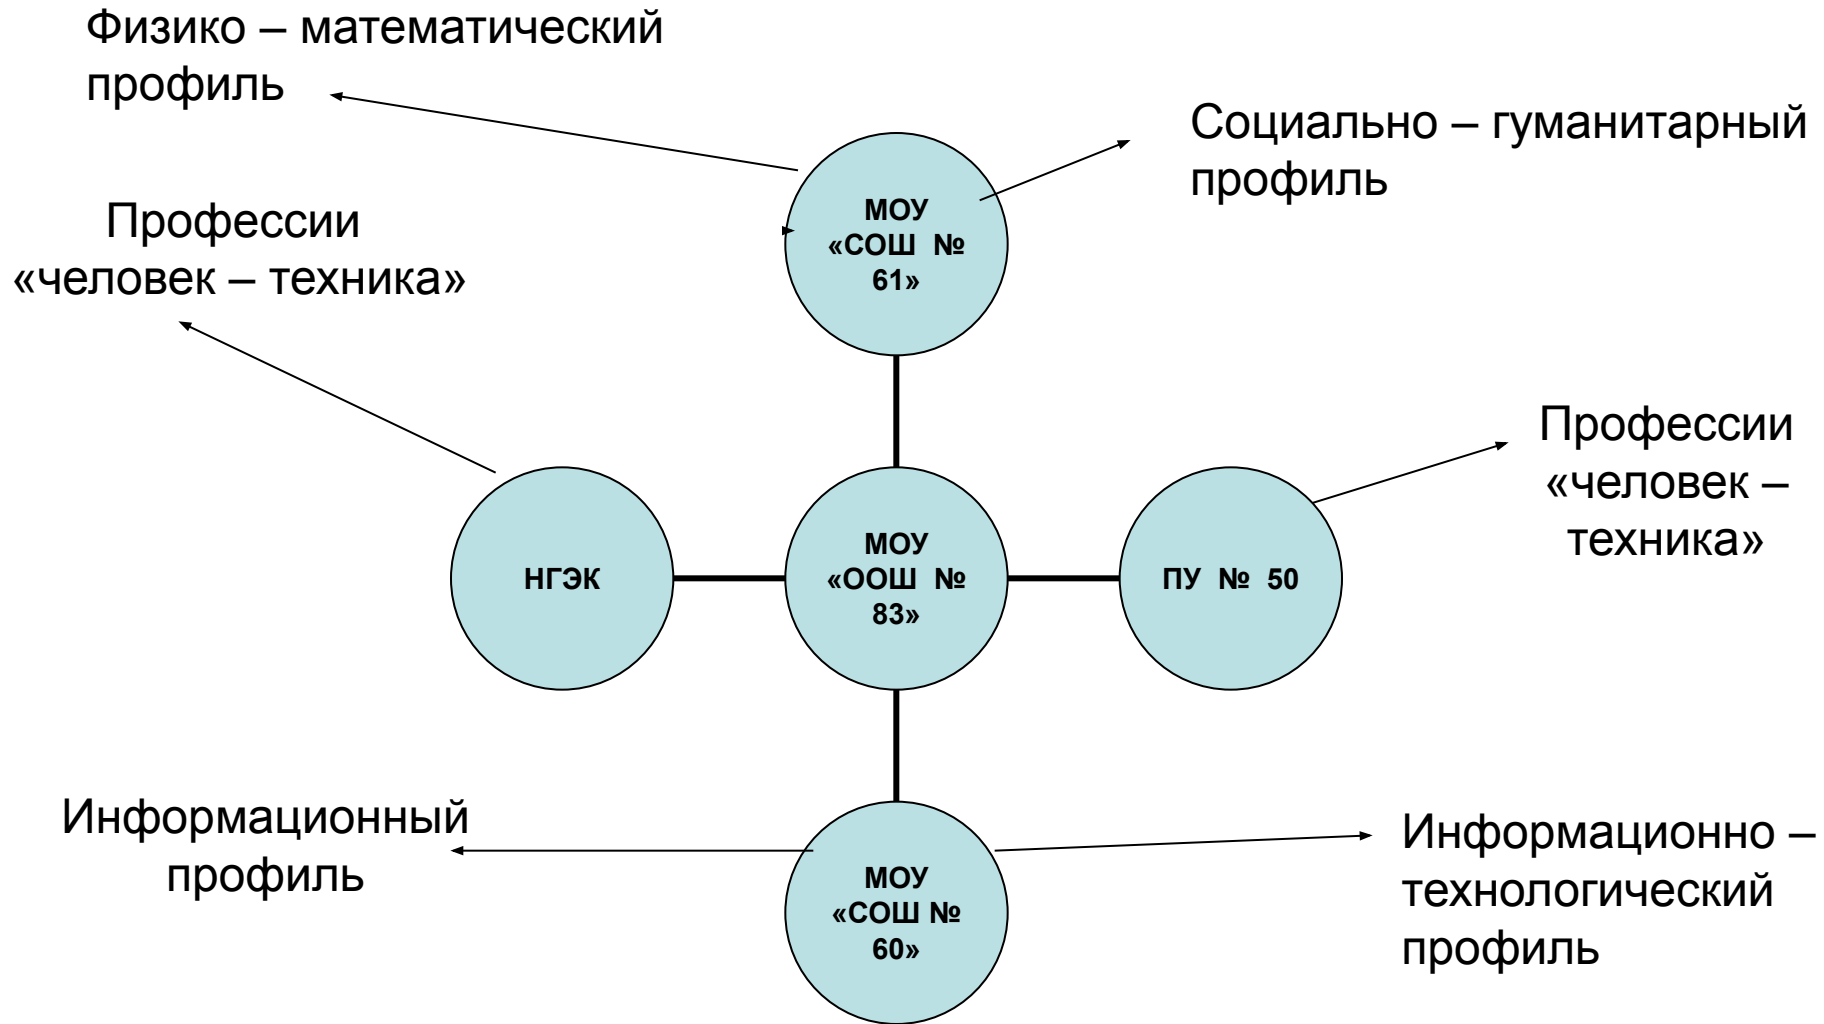 Физико – математический
профиль
Социально – гуманитарный
профиль
Профессии
«человек – техника»
МОУ
«СОШ № 
61»
Профессии
«человек –
техника»
НГЭК
МОУ
«ООШ №
83»
ПУ № 50
Информационный
профиль
МОУ
«СОШ №
60»
Информационно –
технологический
профиль